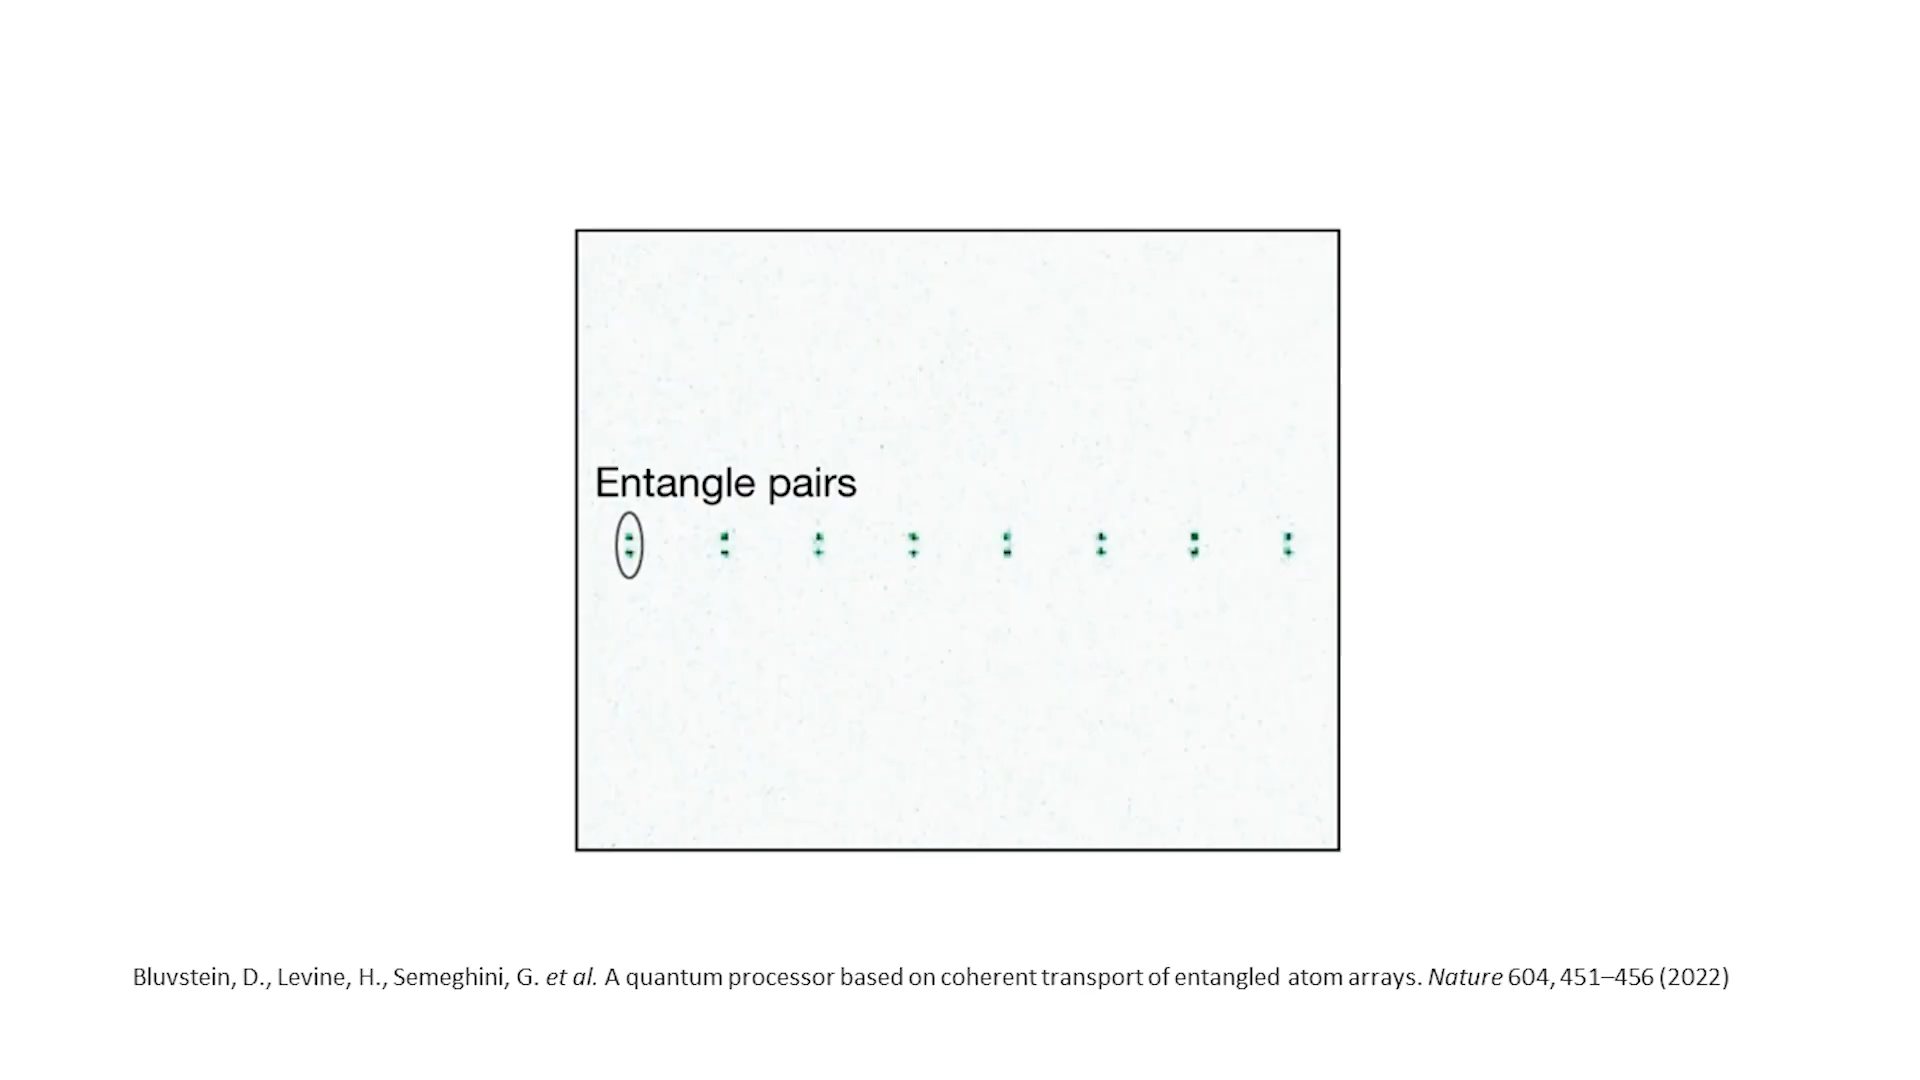 Entangle pairs
Bluvstein, D., Levine, H., Semeghini, G. et al. A quantum processor based on coherent transport of entangled atom arrays. Nature 604, 451–456 (2022)